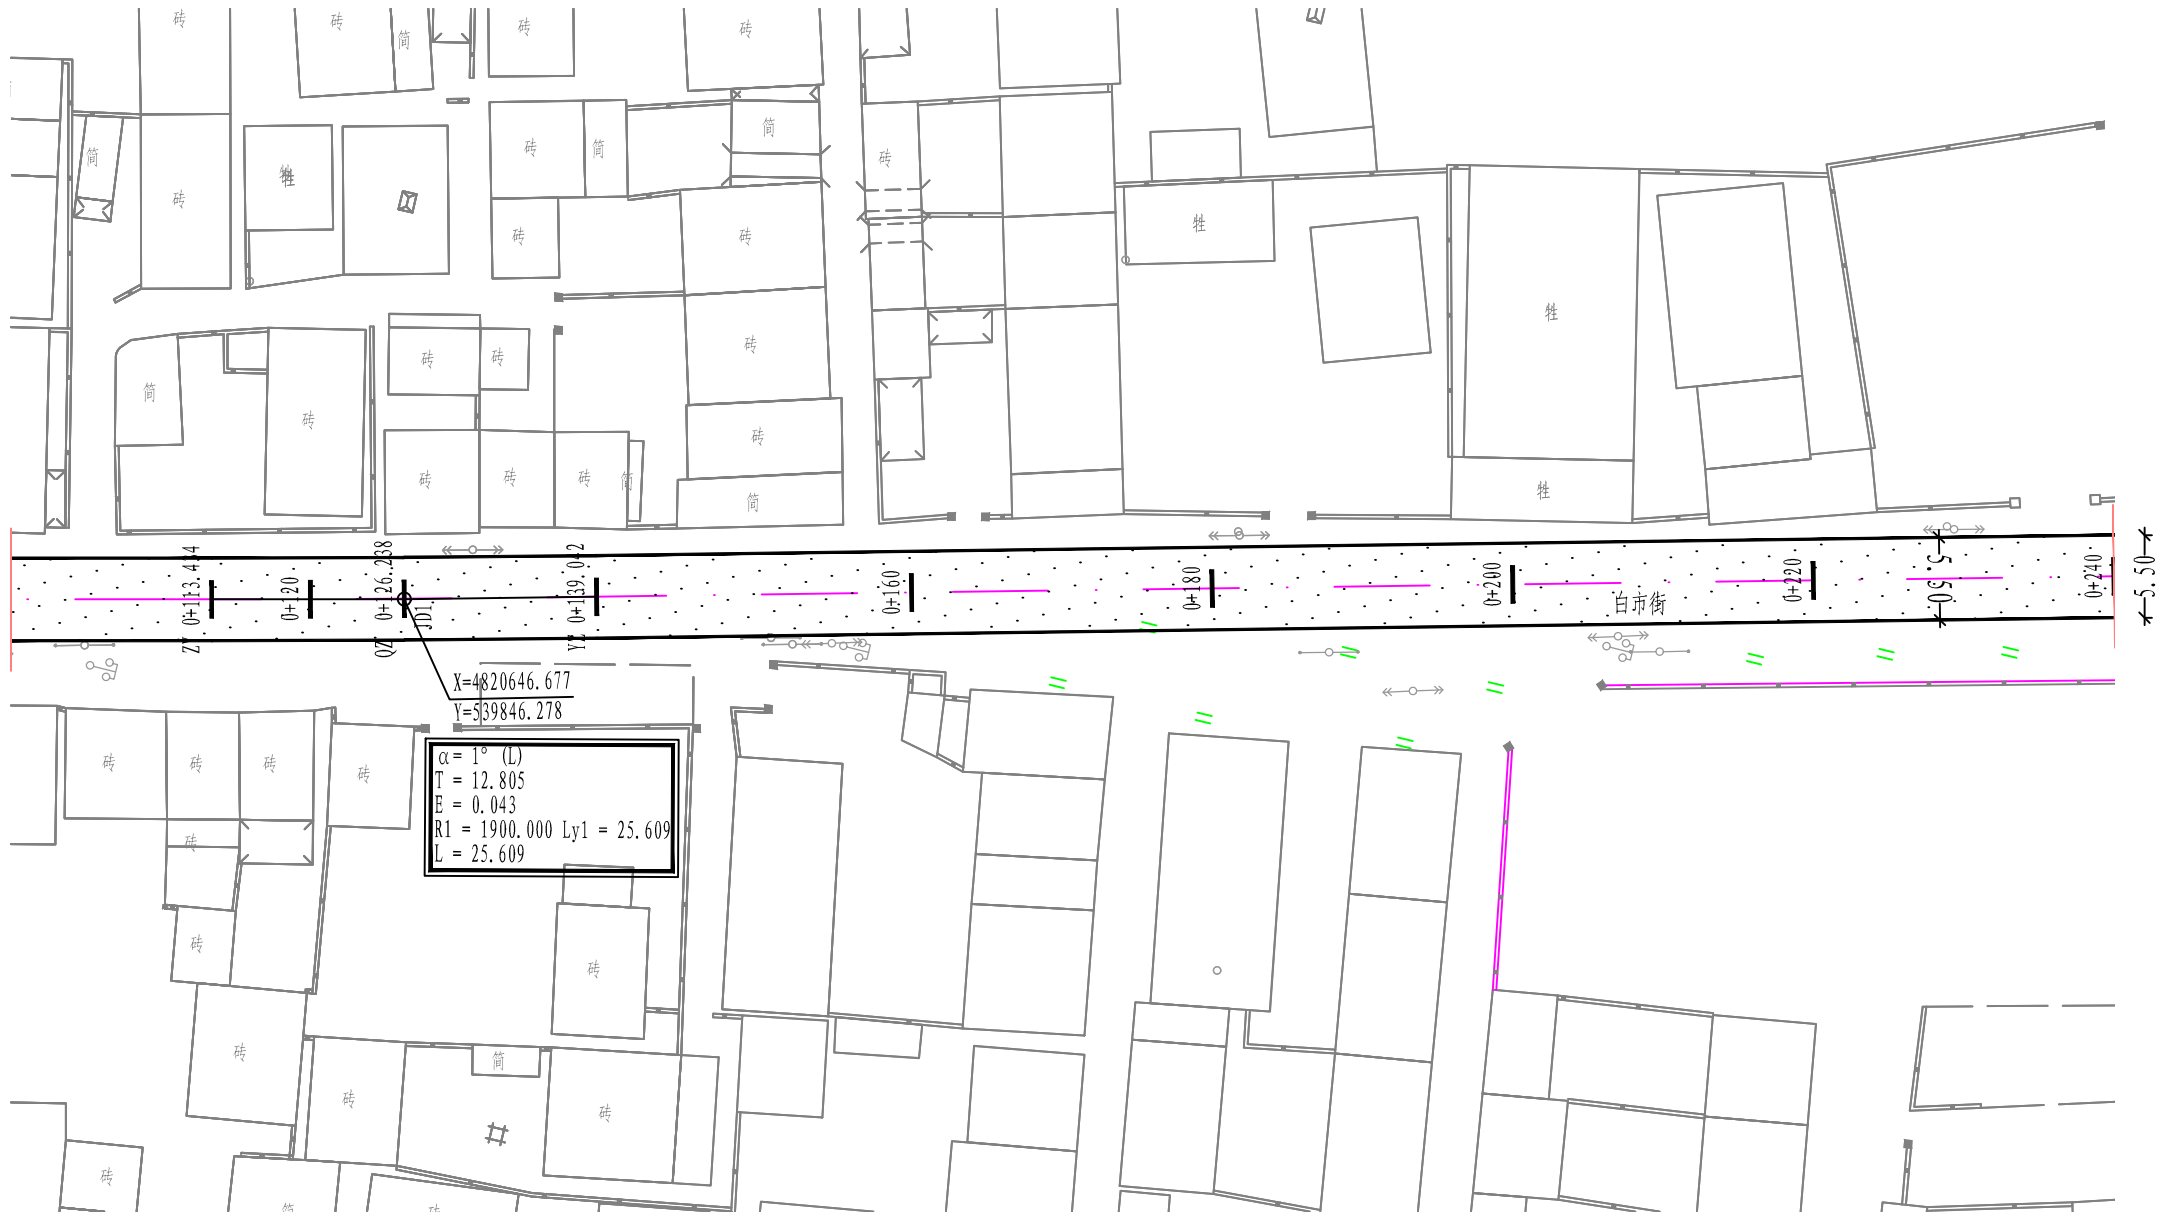 砖
砖
简
砖
砖
简
砖
简
简
砖
砖
砖
牲
砖
砖
牲
砖
牲
砖
简
砖
砖
砖
砖
砖
砖
砖
简
简
牲
ZY 0+113.434
0+120
QZ 0+126.238
JD1
YZ 0+139.042
0+160
0+180
0+200
白市街
0+220
5.50
0+240
5.50
X=4820646.677
Y=539846.278
α= 1° (L)
T = 12.805
E = 0.043
R1 = 1900.000 Ly1 = 25.609
L = 25.609
砖
砖
砖
砖
砖
砖
砖
砖
简
砖
砖
砖
简
砖